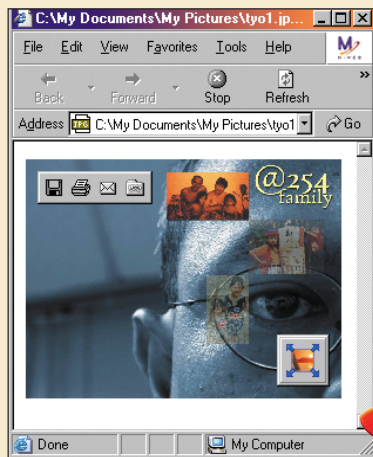 C:\My Documents\My Pictures\tyo1.jp...
File Edit View Favorites Tools Help
Back Forward Stop Refresh »
Address C:\My Documents\My Pictures\tyo1 Go
@254
family
Done My Computer